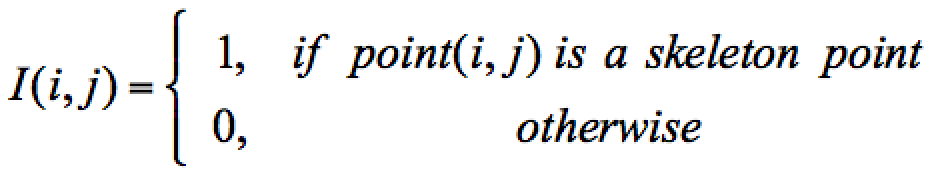 I(i, j) = { 1, if point(i, j) is a skeleton point
0, otherwise